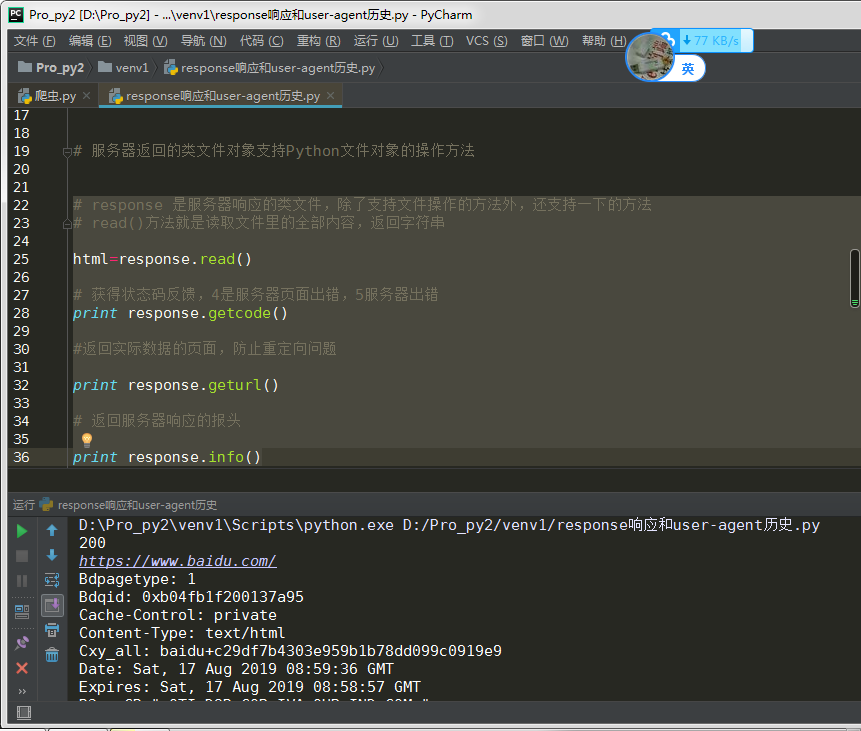 Pro_py2 [D:\Pro_py2] - ...\venv1\response响应和user-agent历史.py - PyCharm
文件 (F) 编辑 (E) 视图 (V) 导航 (N) 代码 (C) 重构 (R) 运行 (U) 工具 (T) VCS (S) 窗口 (W) 帮助 (H)
77 KB/s
英
Pro_py2 venv1 response响应和user-agent历史.py
爬虫.py response响应和user-agent历史.py
17
18
19 # 服务器返回的类文件对象支持Python文件对象的操作方法
20
21
22 # response 是服务器响应的类文件，除了支持文件操作的方法外，还支持一下的方法
23 # read()方法就是读取文件里的全部内容，返回字符串
24
25 html=response.read()
26
27 # 获得状态码反馈，4是服务器页面出错，5服务器出错
28 print response.getcode()
29
30 #返回实际数据的页面，防止重定向问题
31
32 print response.geturl()
33
34 # 返回服务器响应的报头
35
36 print response.info()
运行 response响应和user-agent历史
D:\Pro_py2\venv1\Scripts\python.exe D:/Pro_py2/venv1/response响应和user-agent历史.py
200
https://www.baidu.com/
Bdpagetype: 1
Bdqid: 0xb04fb1f200137a95
Cache-Control: private
Content-Type: text/html
Cxy_all: baidu+c29df7b4303e959b1b78dd099c0919e9
Date: Sat, 17 Aug 2019 08:59:36 GMT
Expires: Sat, 17 Aug 2019 08:58:57 GMT